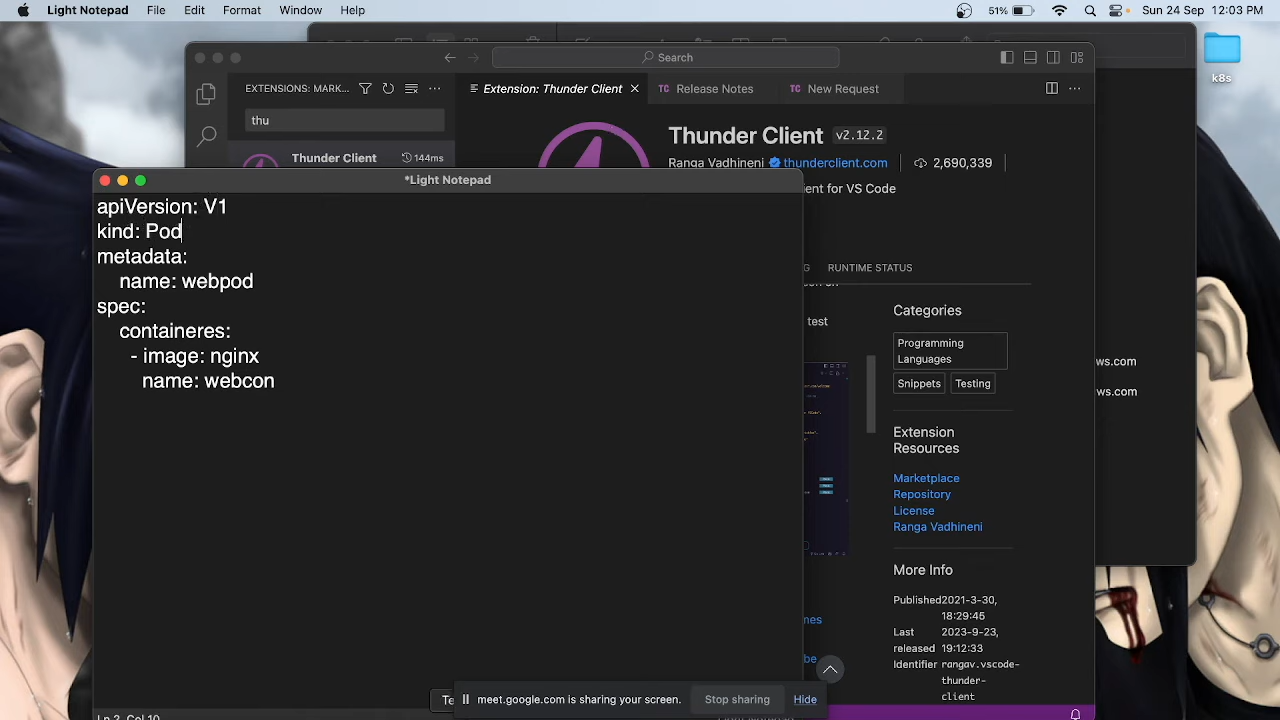 Light Notepad File Edit Format Window Help 51% Sun 24 Sep 12:03 PM
Search
k8s
EXTENSIONS: MARK...
Extension: Thunder Client
Release Notes
New Request
thu
Thunder Client 144ms
Thunder Client v2.12.2
Ranga Vadhineni thunderclient.com 2,690,339
nt for VS Code
*Light Notepad
apiVersion: V1
kind: Pod
metadata:
name: webpod
spec:
containeres:
- image: nginx
name: webcon
G RUNTIME STATUS
test
Categories
Programming
Languages
Snippets Testing
ws.com
ws.com
Extension
Resources
Marketplace
Repository
License
Ranga Vadhineni
More Info
Published 2021-3-30,
18:29:45
Last 2023-9-23,
released 19:12:33
Identifier rangav.vscode-
thunder-
client
mes
be
Te
meet.google.com is sharing your screen. Stop sharing Hide